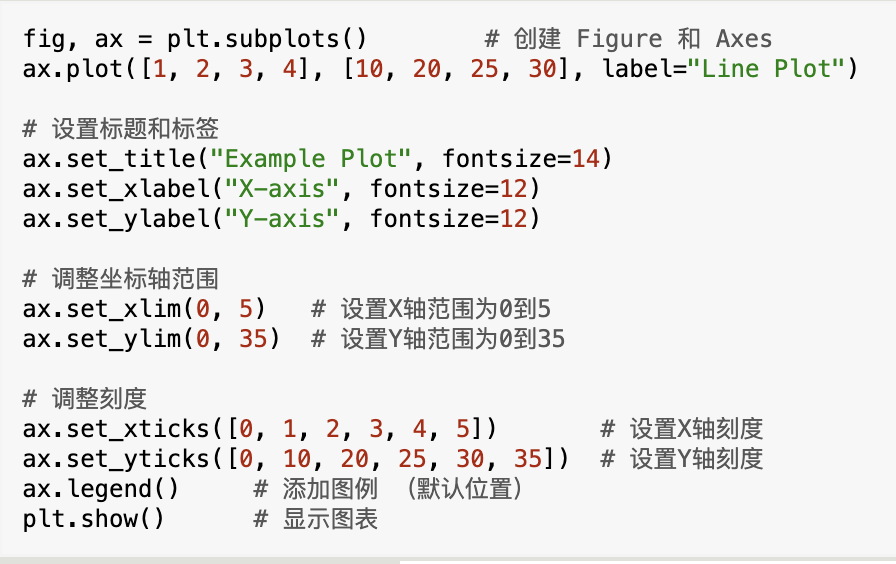 fig, ax = plt.subplots()        # 创建 Figure 和 Axes
ax.plot([1, 2, 3, 4], [10, 20, 25, 30], label="Line Plot")
# 设置标题和标签
ax.set_title("Example Plot", fontsize=14)
ax.set_xlabel("X-axis", fontsize=12)
ax.set_ylabel("Y-axis", fontsize=12)
# 调整坐标轴范围
ax.set_xlim(0, 5)   # 设置X轴范围为0到5
ax.set_ylim(0, 35)  # 设置Y轴范围为0到35
# 调整刻度
ax.set_xticks([0, 1, 2, 3, 4, 5])       # 设置X轴刻度
ax.set_yticks([0, 10, 20, 25, 30, 35])  # 设置Y轴刻度
ax.legend()     # 添加图例 （默认位置）
plt.show()      # 显示图表